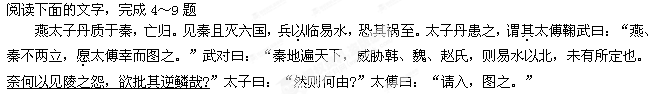 阅读下面的文字，完成4～9题
燕太子丹质于秦，亡归。见秦且灭六国，兵以临易水，恐其祸至。太子丹患之，谓其太傅鞠武曰：“燕、
秦不两立，愿太傅幸而图之。”武对曰：“秦地遍天下，威胁韩、魏、赵氏，则易水以北，未有所定也。
奈何以见陵之怨，欲批其逆鳞哉?”太子曰：“然则何由?”太傅曰：“请入，图之。”